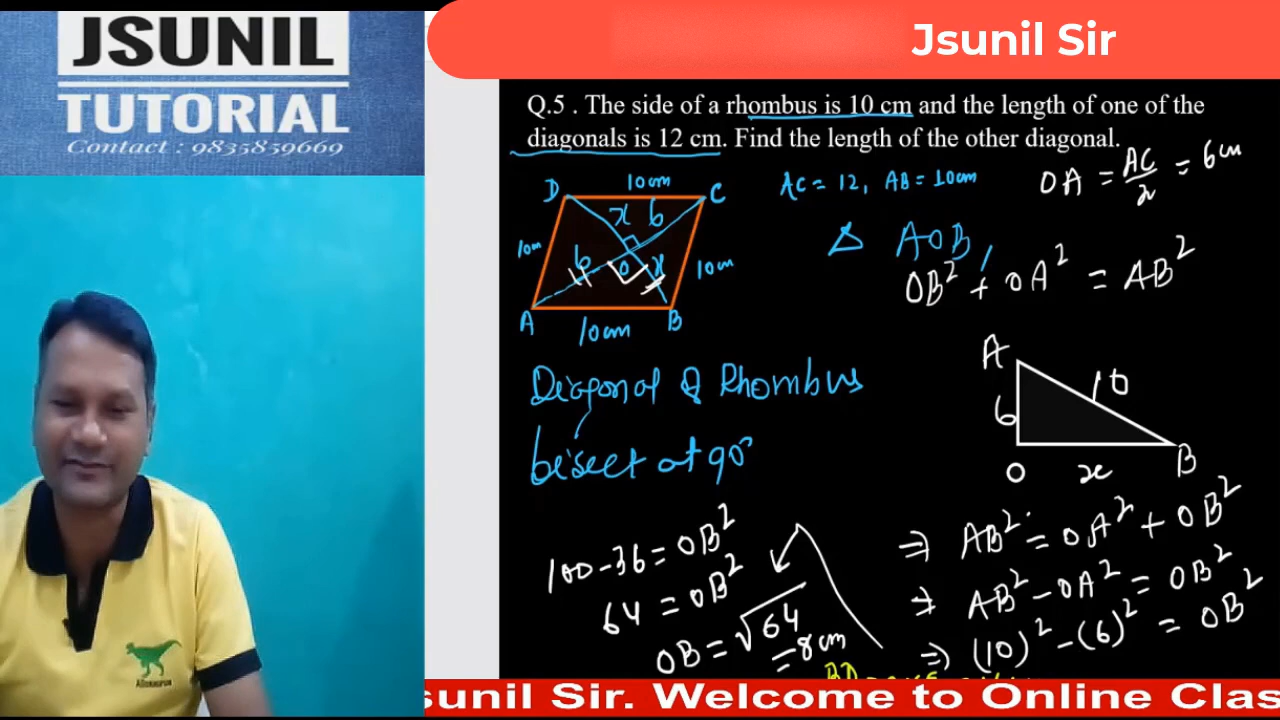 JSUNIL
TUTORIAL
Contact : 9835859669
Jsunil Sir
Q.5 . The side of a rhombus is 10 cm and the length of one of the
diagonals is 12 cm. Find the length of the other diagonal.
D 10cm C
x 6
10cm
6 O x
10cm
A 10cm B
AC = 12, AB = 10cm
OA = AC/2 = 6cm
Δ AOB,
OB² + OA² = AB²
Diagonal of Rhombus
bisect at 90°
A
6 10
O x B
⇒ AB² = OA² + OB²
⇒ AB² - OA² = OB²
⇒ (10)² - (6)² = OB²
100 - 36 = OB²
64 = OB²
OB = √64
= 8cm
sunil Sir. Welcome to Online Clas